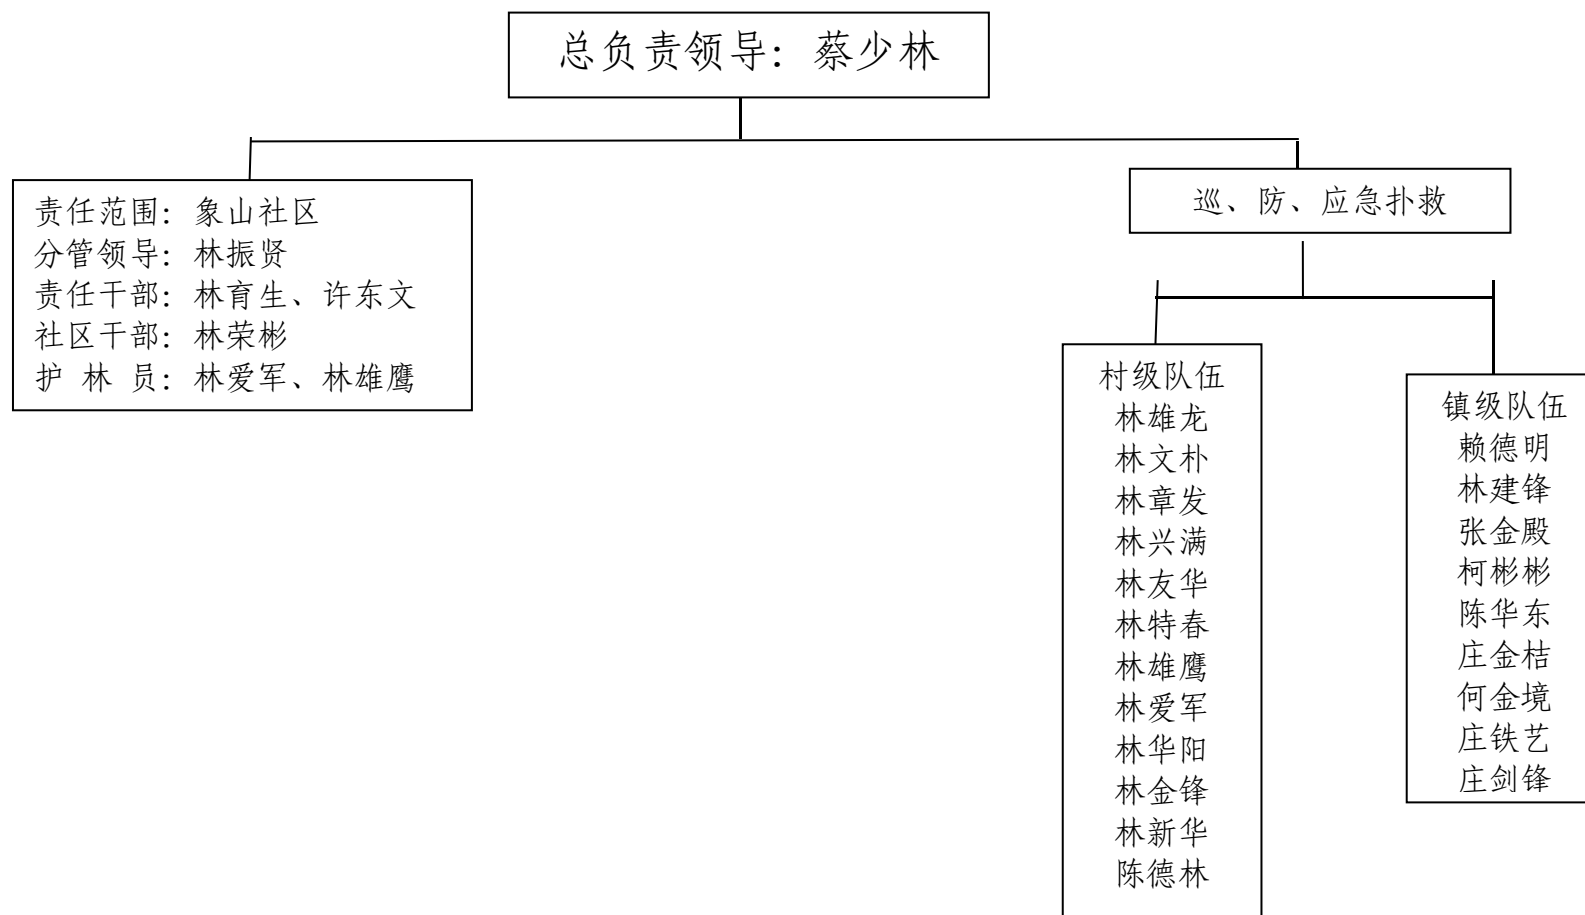 总负责领导：蔡少林
责任范围：象山社区
分管领导：林振贤
责任干部：林育生、许东文
社区干部：林荣彬
护 林 员：林爱军、林雄鹰
巡、防、应急扑救
村级队伍
林雄龙
林文朴
林章发
林兴满
林友华
林特春
林雄鹰
林爱军
林华阳
林金锋
林新华
陈德林
镇级队伍
赖德明
林建锋
张金殿
柯彬彬
陈华东
庄金桔
何金境
庄铁艺
庄剑锋